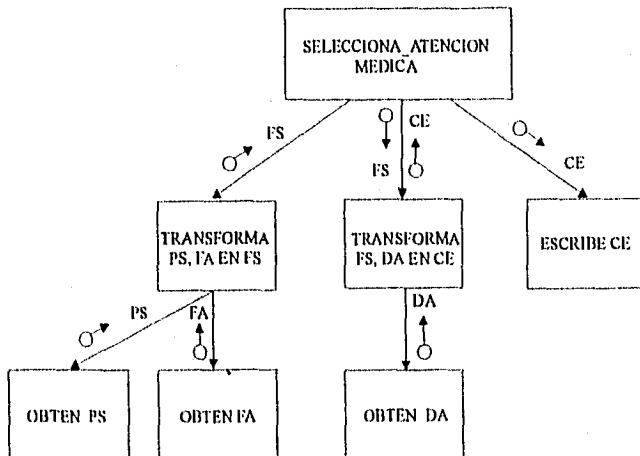 SELECCIONA_ATENCION
MEDICA
FS
CE
FS
CE
TRANSFORMA
PS, FA EN FS
TRANSFORMA
FS, DA EN CE
ESCRIBE CE
PS
FA
DA
OBTEN PS
OBTEN FA
OBTEN DA